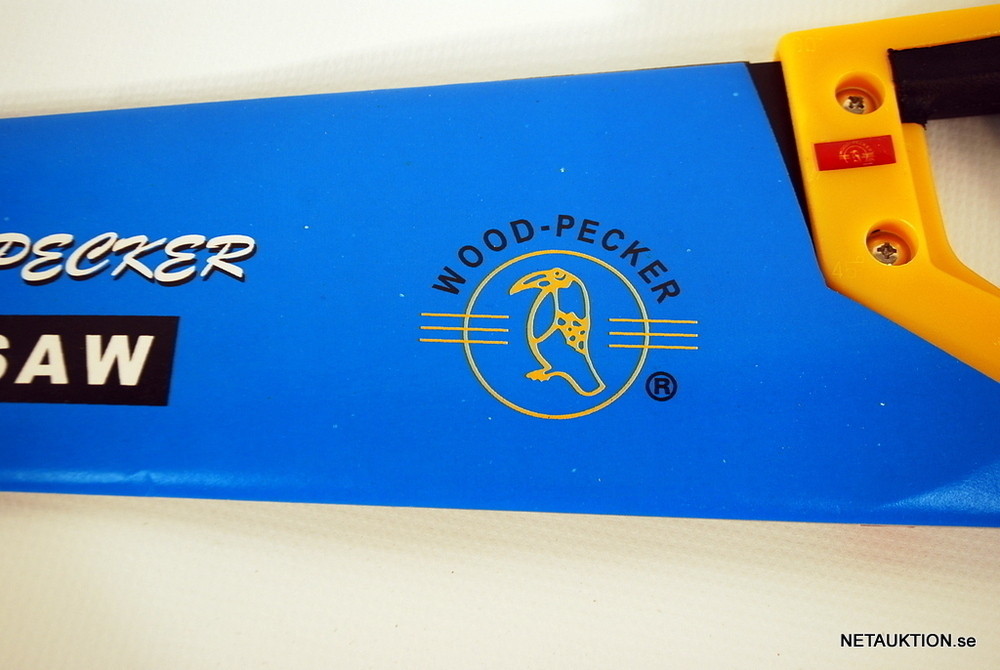 PECKER
SAW
WOOD-PECKER
®
NETAUKTION.se